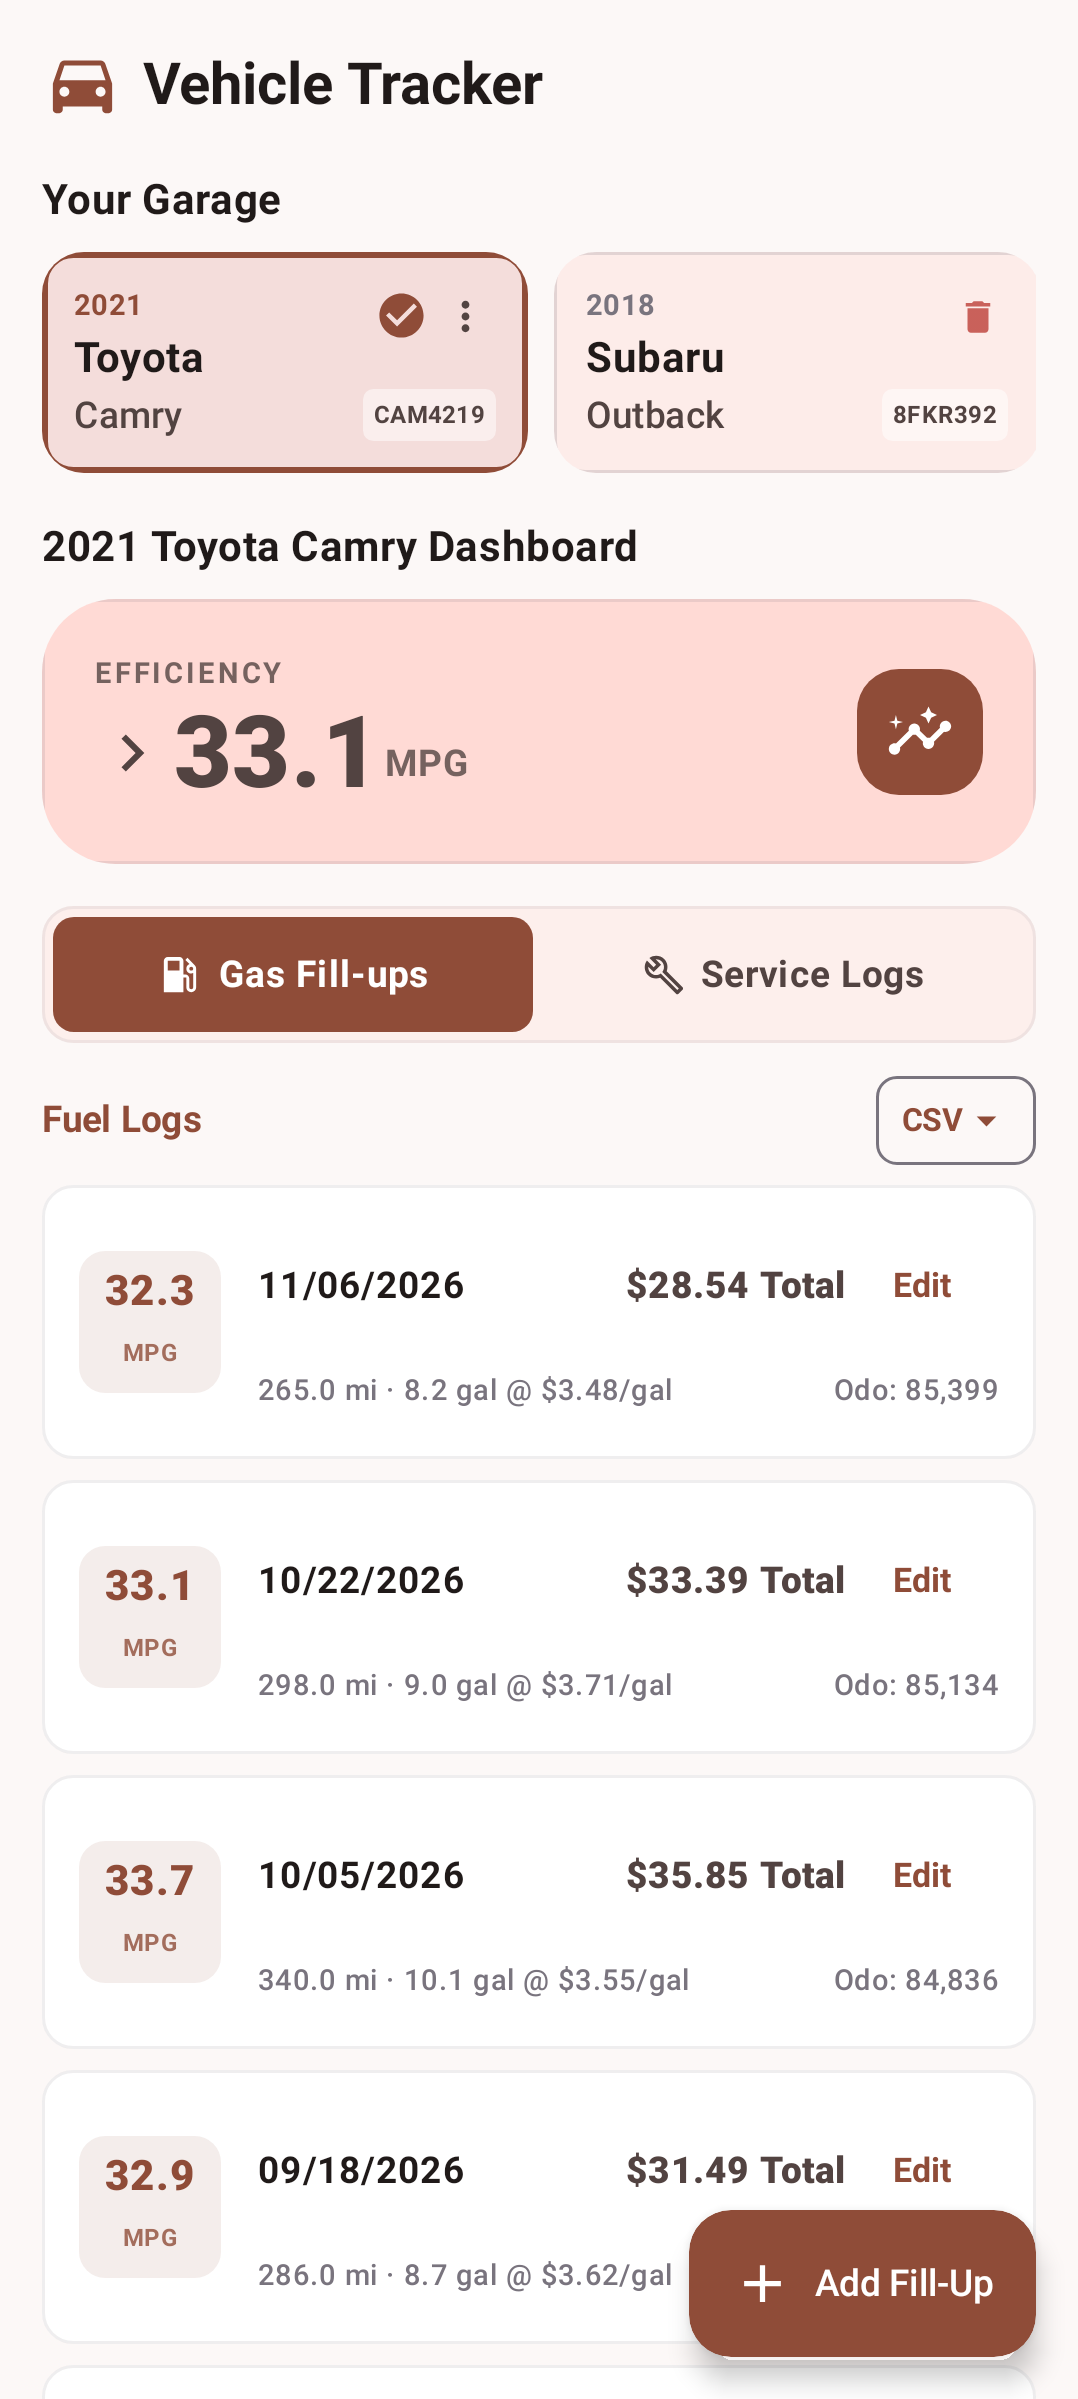 Vehicle Tracker
Your Garage
2021
Toyota
Camry
CAM4219
2018
Subaru
Outback
8FKR392
2021 Toyota Camry Dashboard
EFFICIENCY
33.1 MPG
Gas Fill-ups
Service Logs
Fuel Logs
CSV
32.3
MPG
11/06/2026
$28.54 Total
Edit
265.0 mi · 8.2 gal @ $3.48/gal
Odo: 85,399
33.1
MPG
10/22/2026
$33.39 Total
Edit
298.0 mi · 9.0 gal @ $3.71/gal
Odo: 85,134
33.7
MPG
10/05/2026
$35.85 Total
Edit
340.0 mi · 10.1 gal @ $3.55/gal
Odo: 84,836
32.9
MPG
09/18/2026
$31.49 Total
Edit
286.0 mi · 8.7 gal @ $3.62/gal
Add Fill-Up